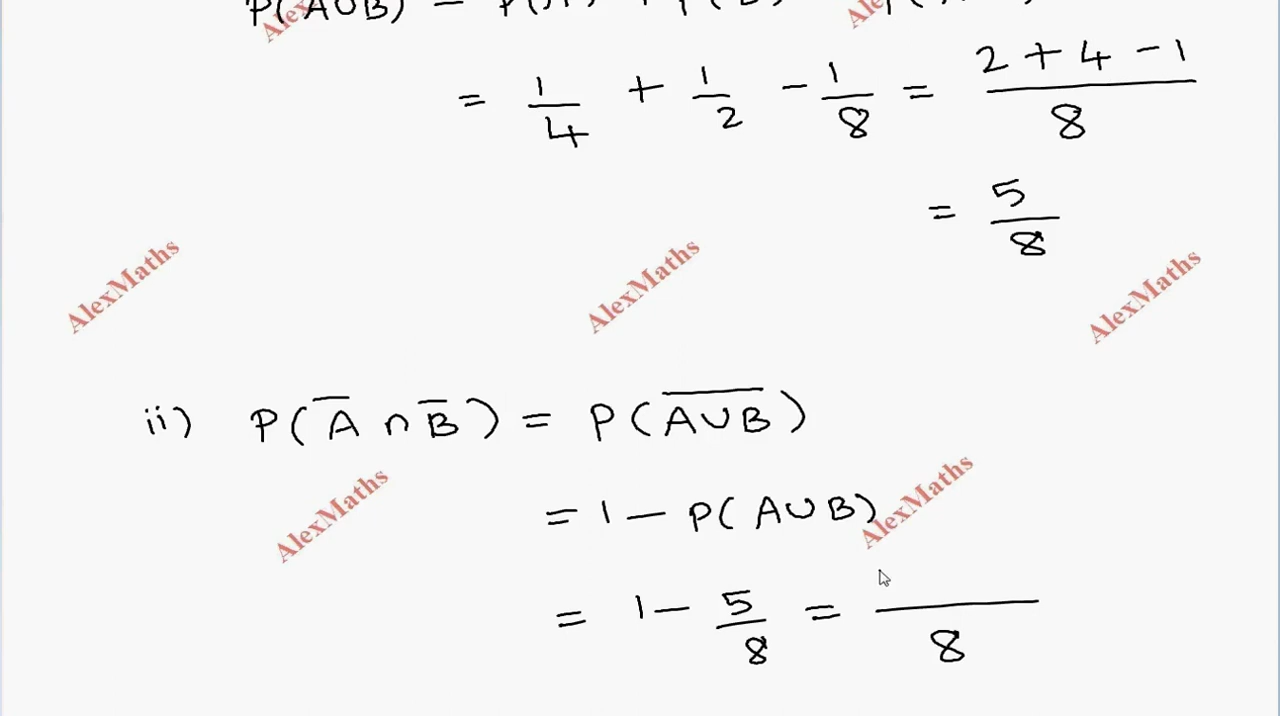 P(A∪B) =
= 1/4 + 1/2 - 1/8 = (2 + 4 - 1)/8
= 5/8
AlexMaths AlexMaths AlexMaths
ii) P(A̅ ∩ B̅) = P(A̅∪̅B̅)
AlexMaths AlexMaths
= 1 - P(A∪B)
= 1 - 5/8 = /8